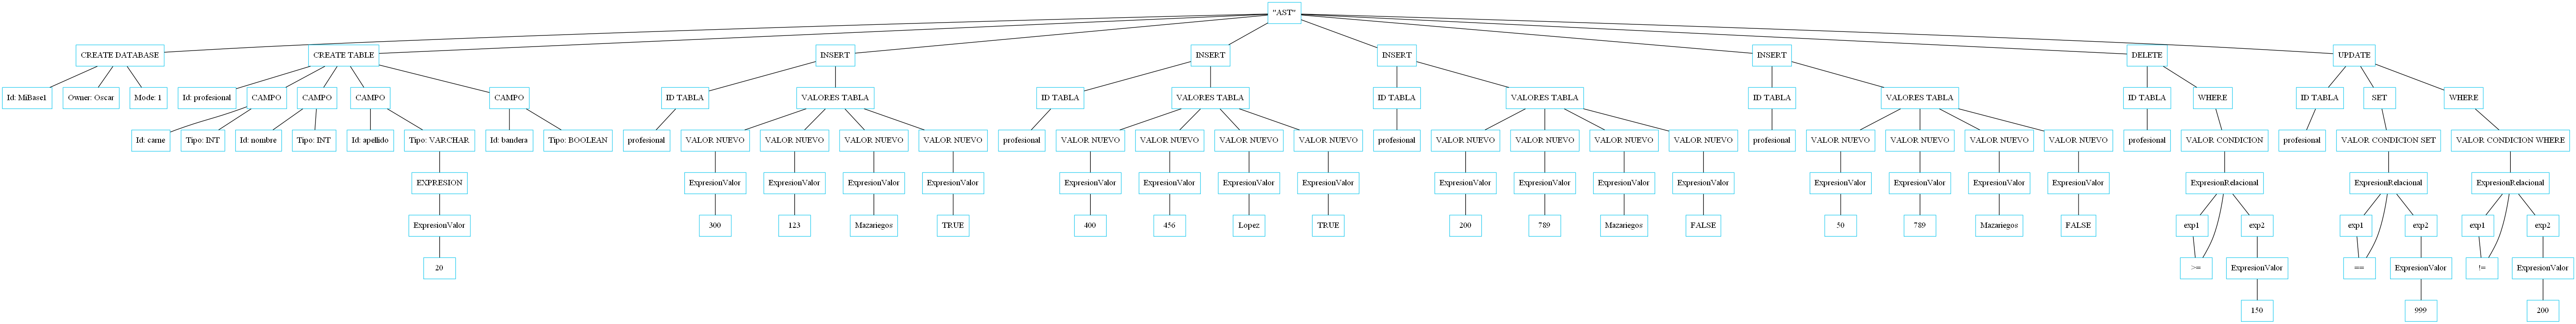 "AST"
CREATE DATABASE CREATE TABLE INSERT INSERT INSERT INSERT DELETE UPDATE
Id: MiBase1 Owner: Oscar Mode: 1 Id: profesional CAMPO CAMPO CAMPO CAMPO ID TABLA VALORES TABLA ID TABLA VALORES TABLA ID TABLA VALORES TABLA ID TABLA VALORES TABLA ID TABLA WHERE ID TABLA SET WHERE
Id: carne Tipo: INT Id: nombre Tipo: INT Id: apellido Tipo: VARCHAR Id: bandera Tipo: BOOLEAN profesional VALOR NUEVO VALOR NUEVO VALOR NUEVO VALOR NUEVO profesional VALOR NUEVO VALOR NUEVO VALOR NUEVO VALOR NUEVO profesional VALOR NUEVO VALOR NUEVO VALOR NUEVO VALOR NUEVO profesional VALOR NUEVO VALOR NUEVO VALOR NUEVO VALOR NUEVO profesional VALOR CONDICION profesional VALOR CONDICION SET VALOR CONDICION WHERE
EXPRESION ExpresionValor ExpresionValor ExpresionValor ExpresionValor ExpresionValor ExpresionValor ExpresionValor ExpresionValor ExpresionValor ExpresionValor ExpresionValor ExpresionValor ExpresionValor ExpresionValor ExpresionValor ExpresionValor ExpresionRelacional ExpresionRelacional ExpresionRelacional
ExpresionValor 300 123 Mazariegos TRUE 400 456 Lopez TRUE 200 789 Mazariegos FALSE 50 789 Mazariegos FALSE exp1 exp2 exp1 exp2 exp1 exp2
20 >= ExpresionValor == ExpresionValor != ExpresionValor
150 999 200